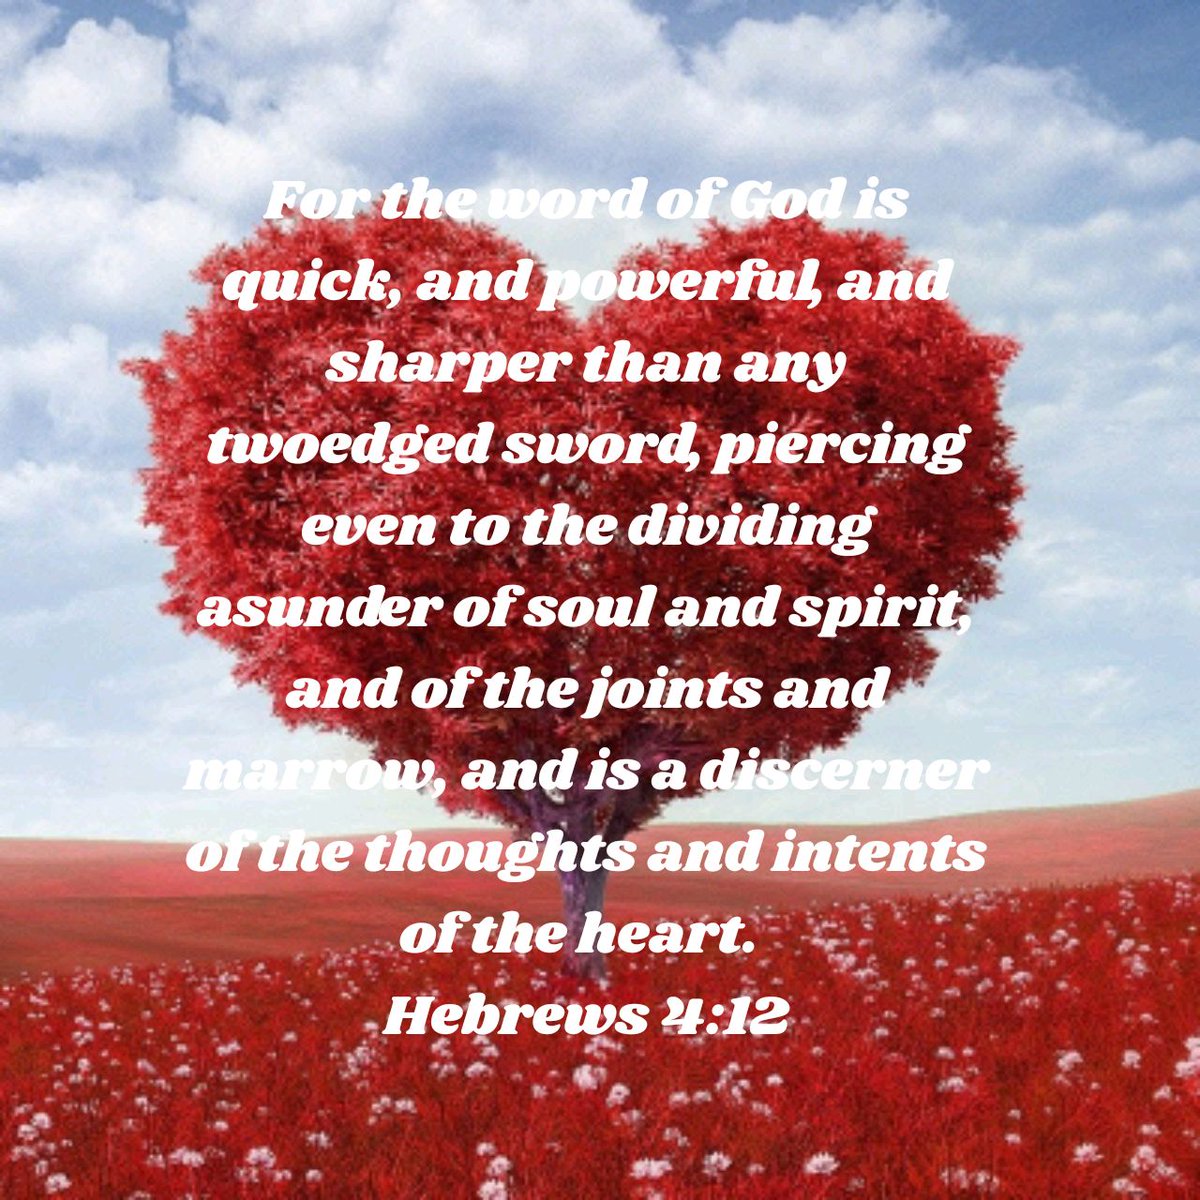 For the word of God is
quick, and powerful, and
sharper than any
twoedged sword, piercing
even to the dividing
asunder of soul and spirit,
and of the joints and
marrow, and is a discerner
of the thoughts and intents
of the heart.
Hebrews 4:12